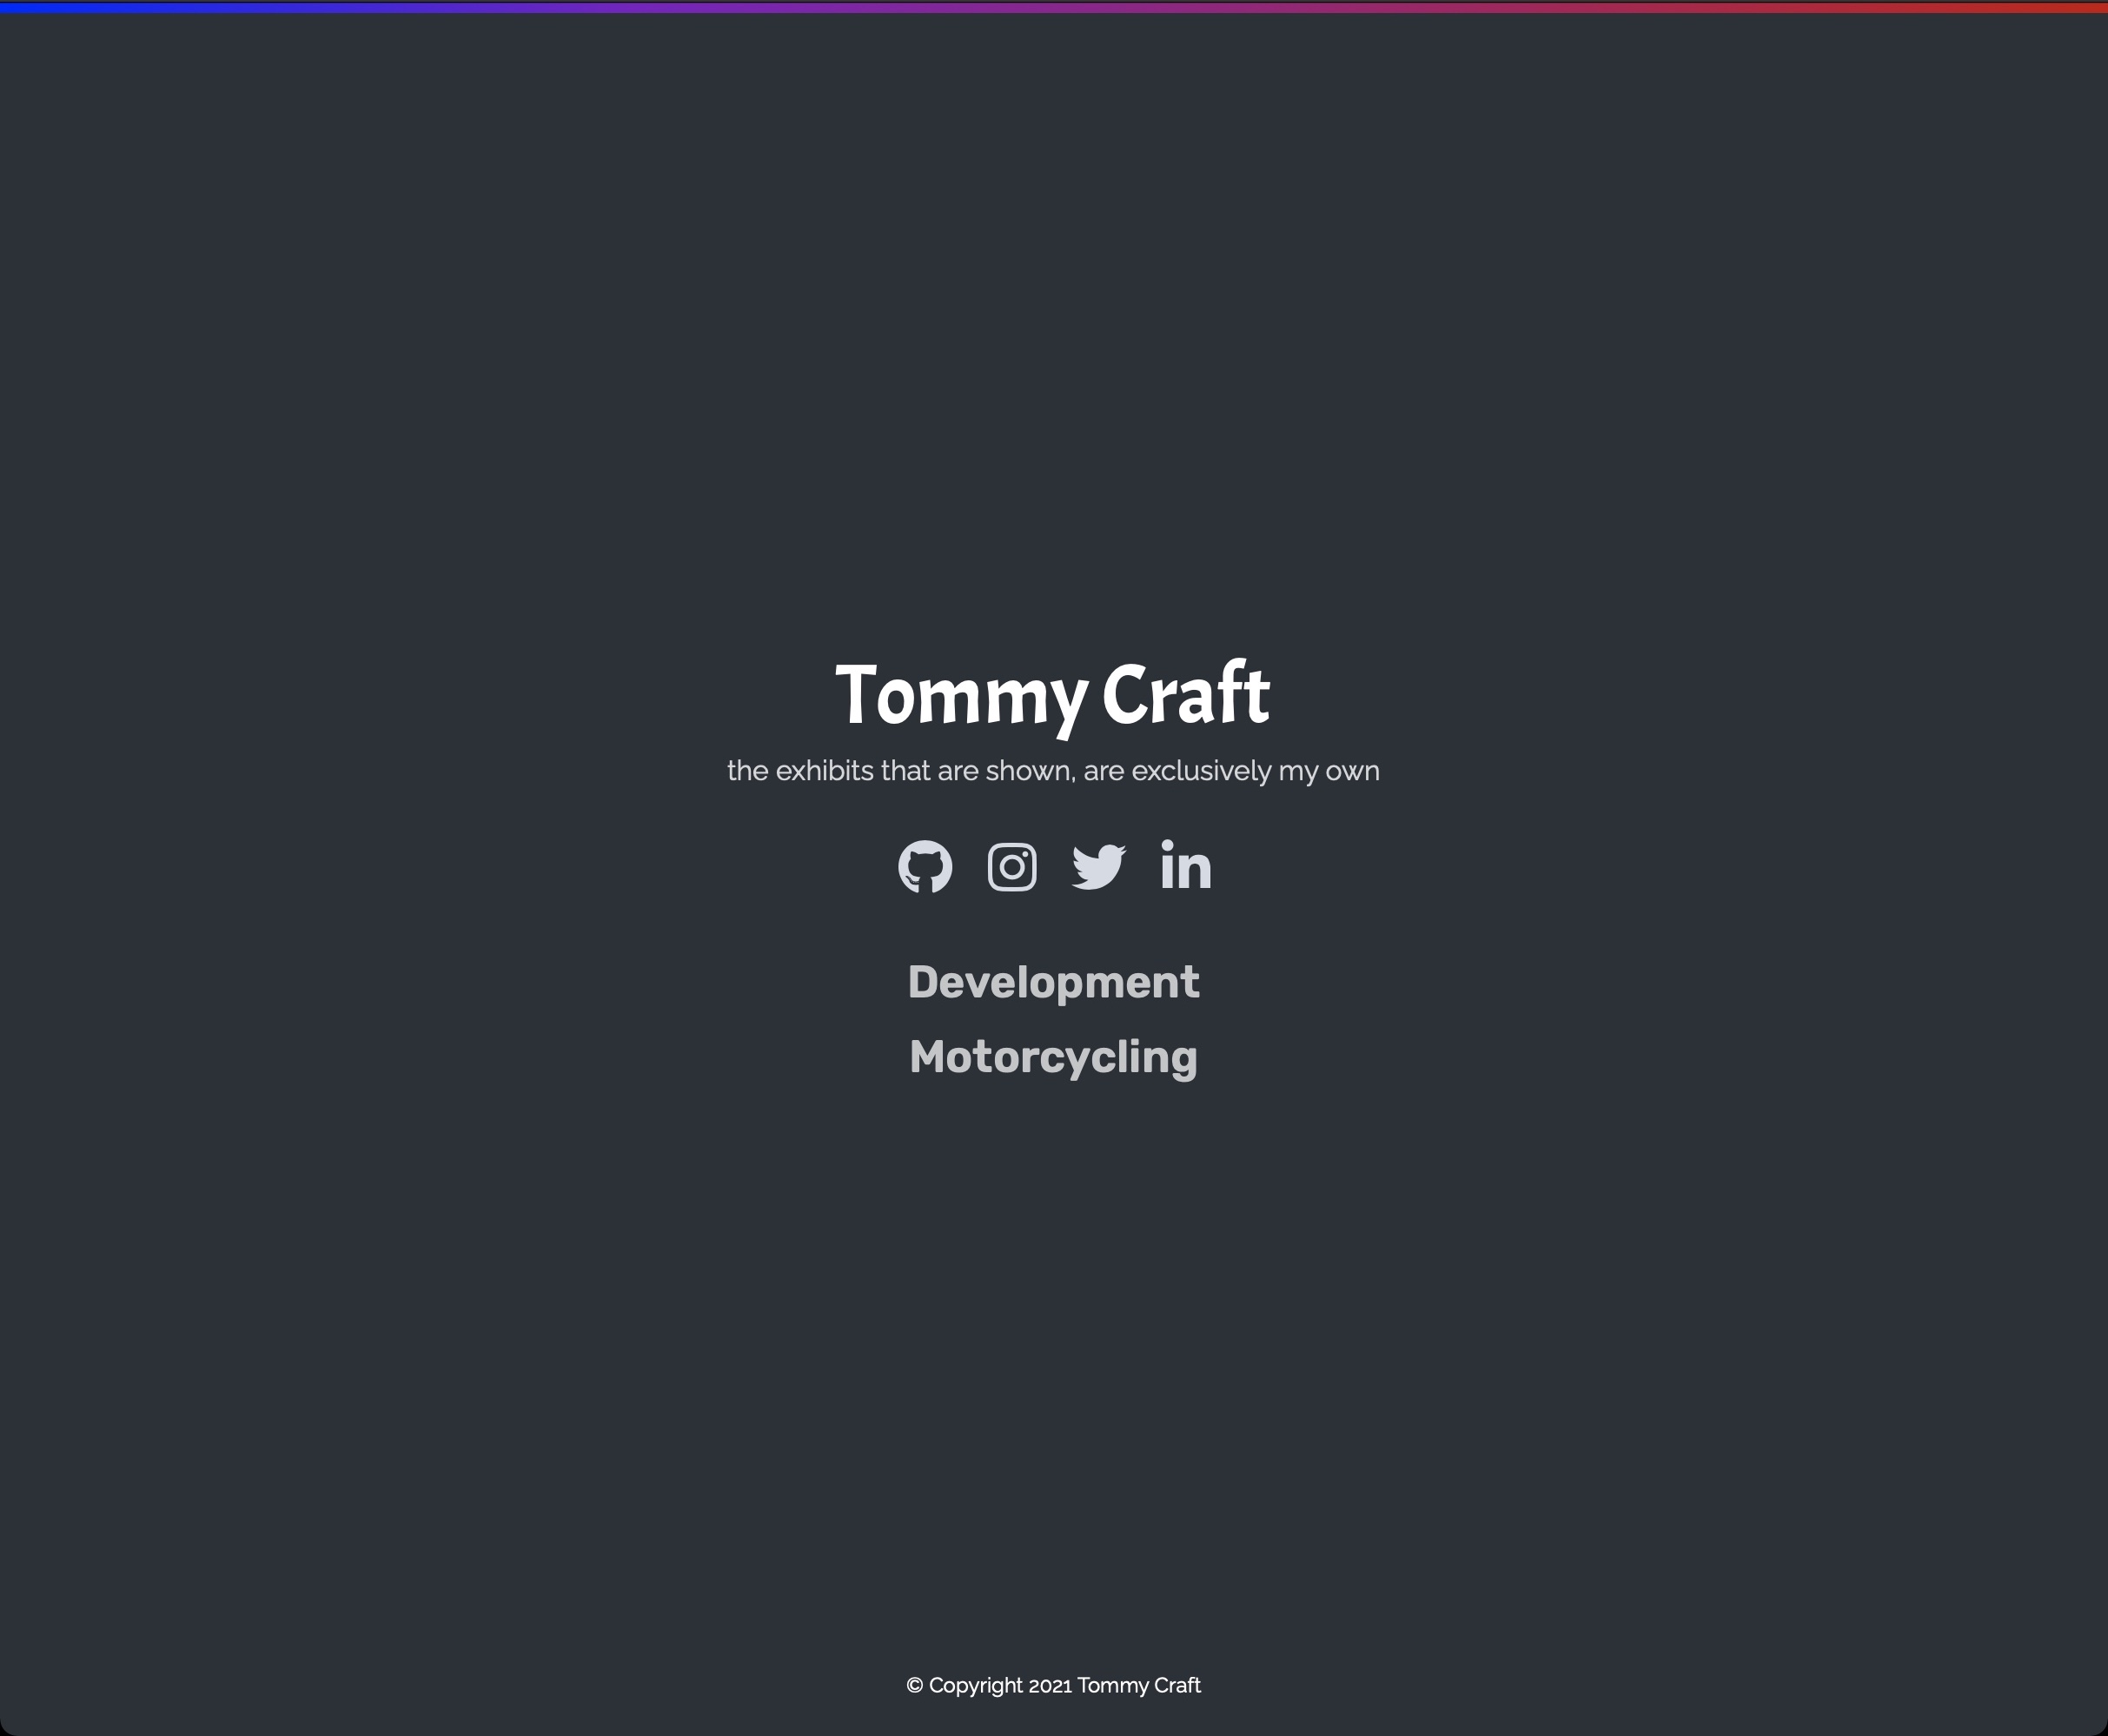 Tommy Craft
the exhibits that are shown, are exclusively my own
in
Development
Motorcycling
© Copyright 2021 Tommy Craft